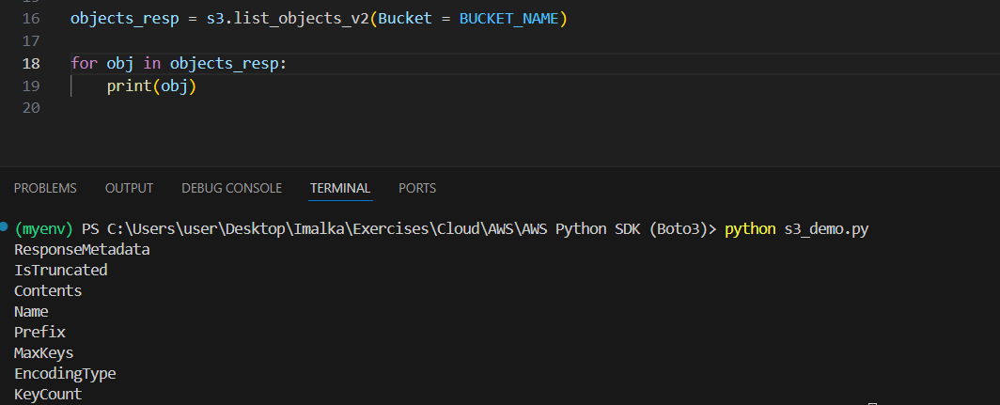 16 objects_resp = s3.list_objects_v2(Bucket = BUCKET_NAME)
17
18 for obj in objects_resp:
19     print(obj)
20
PROBLEMS OUTPUT DEBUG CONSOLE TERMINAL PORTS
(myenv) PS C:\Users\user\Desktop\Imalka\Exercises\Cloud\AWS\AWS Python SDK (Boto3)> python s3_demo.py
ResponseMetadata
IsTruncated
Contents
Name
Prefix
MaxKeys
EncodingType
KeyCount